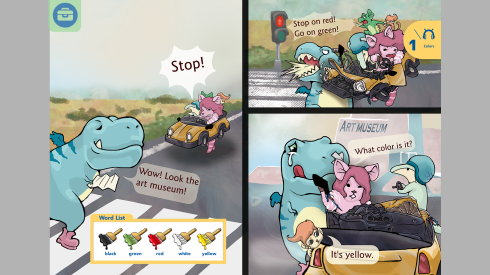 Stop!
Wow! Look the
art museum!
Word List
black
green
red
white
yellow
Stop on red!
Go on green!
1
Colors
ART MUSEUM
What color is it?
It's yellow.